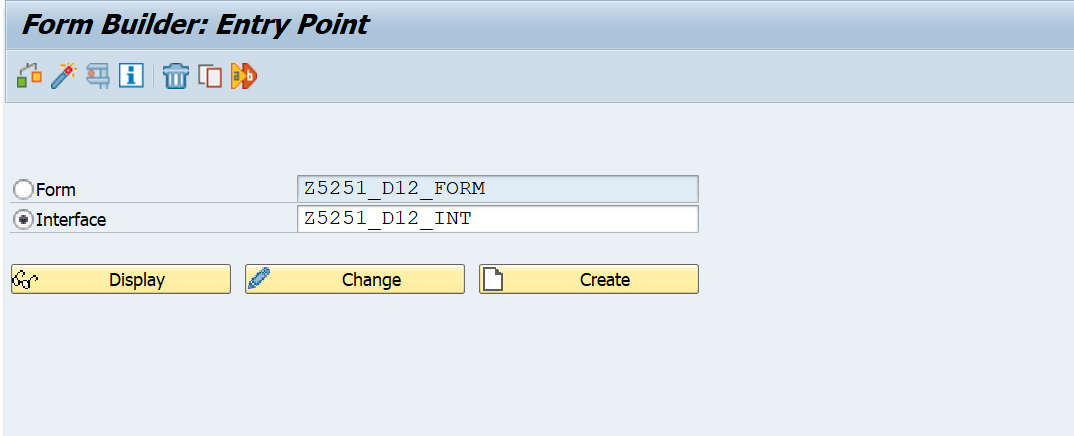 Form Builder: Entry Point
Form Z5251_D12_FORM
Interface Z5251_D12_INT
Display Change Create